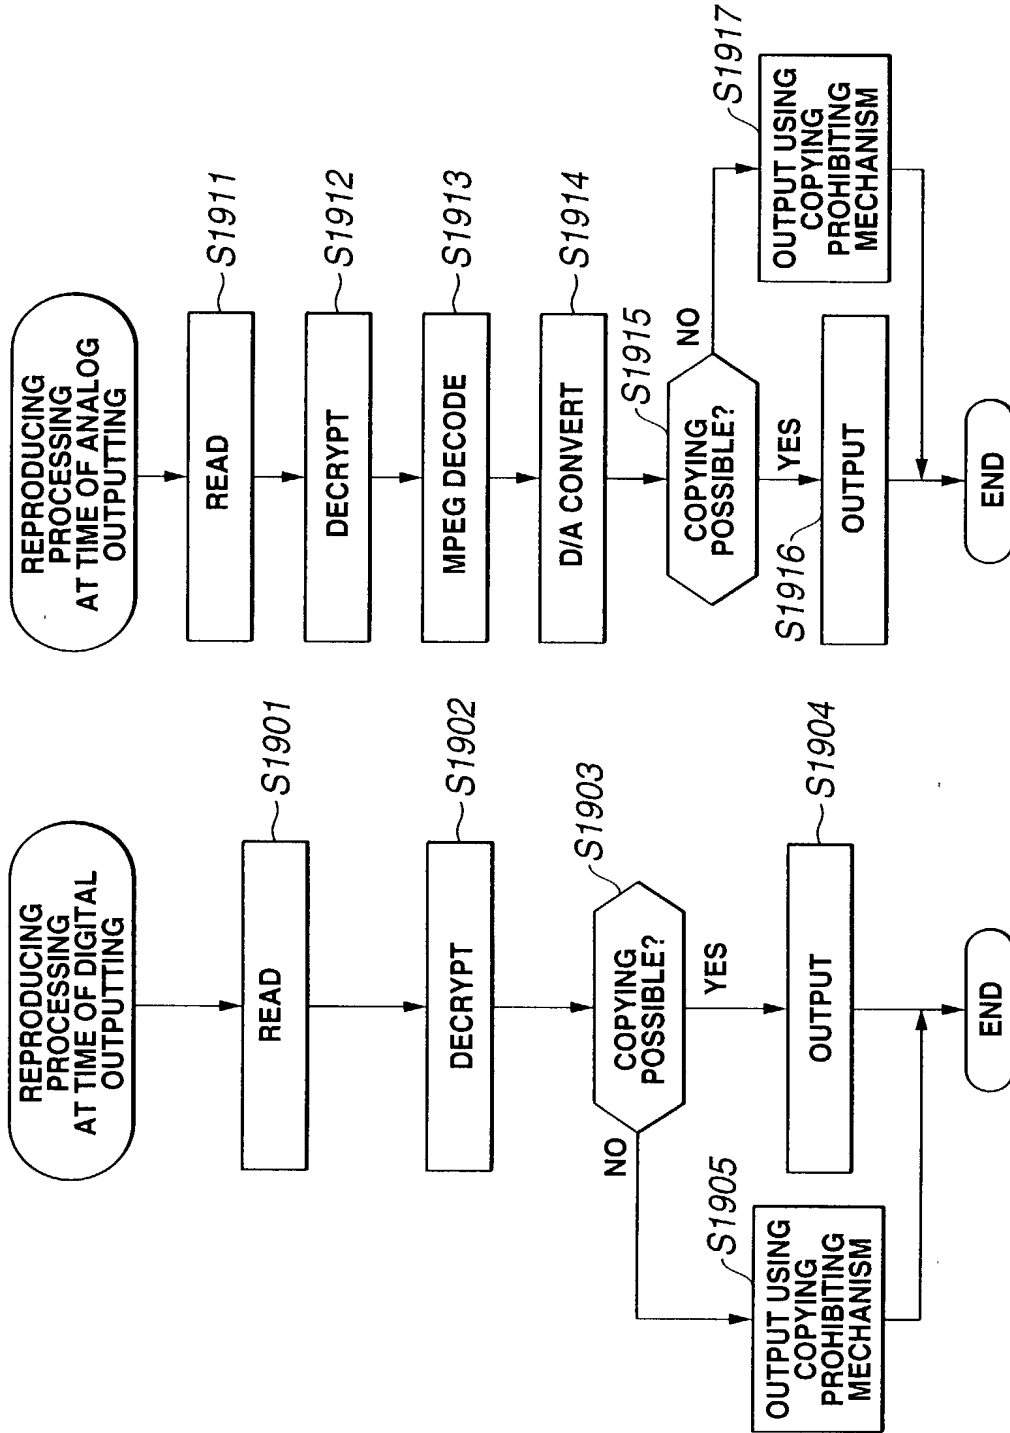 REPRODUCING
PROCESSING
AT TIME OF DIGITAL
OUTPUTTING
READ
S1901
DECRYPT
S1902
COPYING
POSSIBLE?
S1903
NO
YES
OUTPUT USING
COPYING
PROHIBITING
MECHANISM
S1905
OUTPUT
S1904
END
REPRODUCING
PROCESSING
AT TIME OF ANALOG
OUTPUTTING
READ
S1911
DECRYPT
S1912
MPEG DECODE
S1913
D/A CONVERT
S1914
COPYING
POSSIBLE?
S1915
NO
YES
S1916
OUTPUT
OUTPUT USING
COPYING
PROHIBITING
MECHANISM
S1917
END